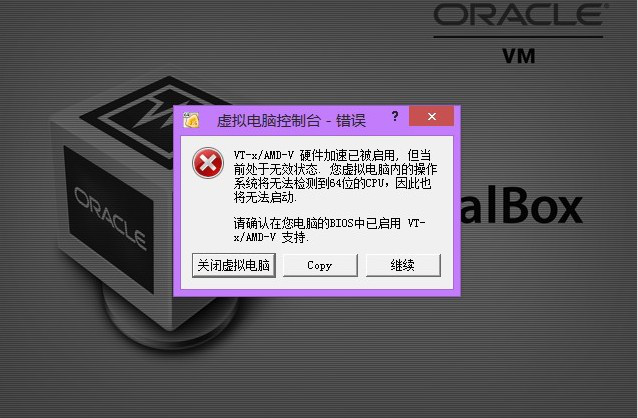 ORACLE®
VM
虚拟电脑控制台 - 错误
?
VT-x/AMD-V 硬件加速已被启用, 但当
前处于无效状态. 您虚拟电脑内的操作
系统将无法检测到64位的CPU，因此也
将无法启动.
请确认在您电脑的BIOS中已启用 VT-
x/AMD-V 支持.
关闭虚拟电脑 Copy 继续
ORACLE
alBox